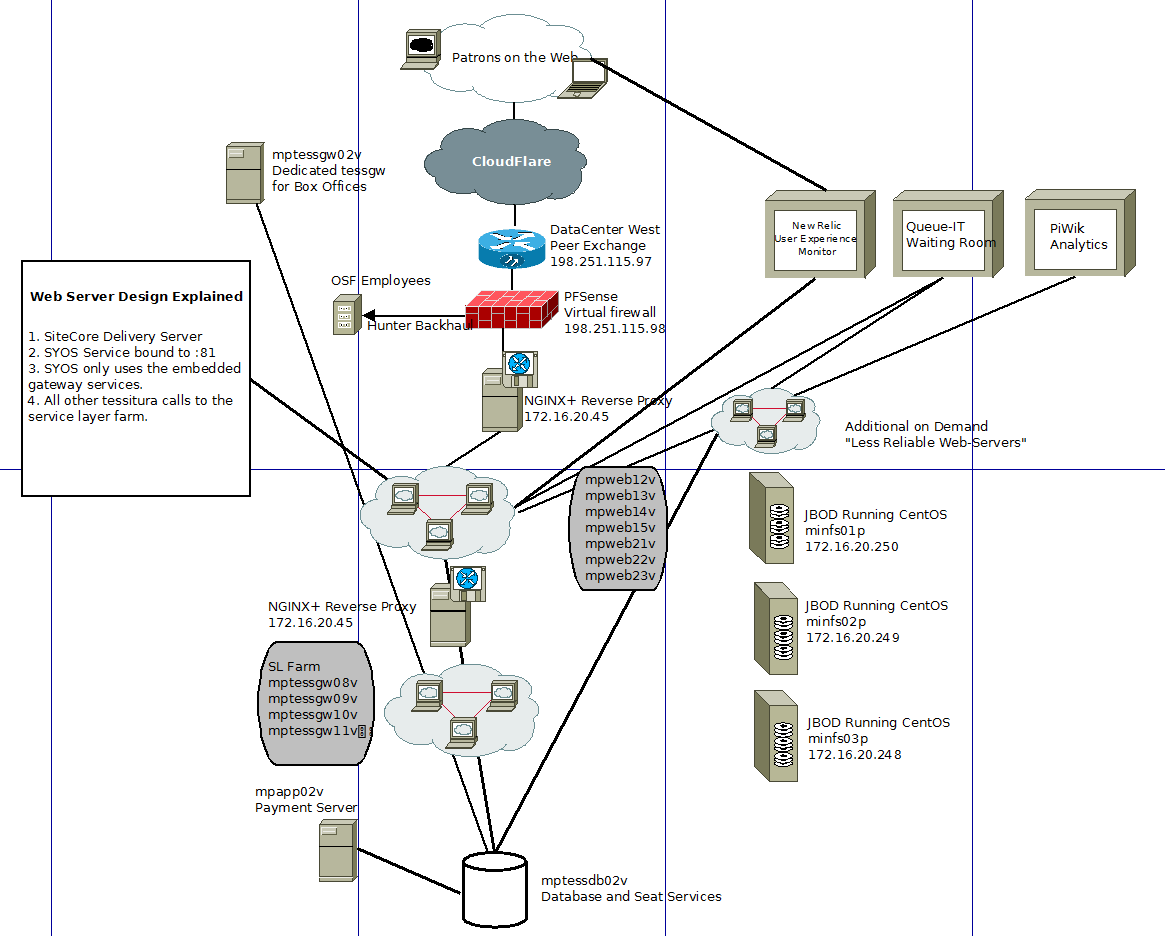 Patrons on the Web
CloudFlare
mptessgw02v
Dedicated tessgw
for Box Offices
DataCenter West
Peer Exchange
198.251.115.97
New Relic
User Experience
Monitor
Queue-IT
Waiting Room
PiWik
Analytics
OSF Employees
Hunter Backhaul
PFSense
Virtual firewall
198.251.115.98
Web Server Design Explained
1. SiteCore Delivery Server
2. SYOS Service bound to :81
3. SYOS only uses the embedded
gateway services.
4. All other tessitura calls to the
service layer farm.
NGINX+ Reverse Proxy
172.16.20.45
Additional on Demand
"Less Reliable Web-Servers"
mpweb12v
mpweb13v
mpweb14v
mpweb15v
mpweb21v
mpweb22v
mpweb23v
JBOD Running CentOS
minfs01p
172.16.20.250
NGINX+ Reverse Proxy
172.16.20.45
JBOD Running CentOS
minfs02p
172.16.20.249
SL Farm
mptessgw08v
mptessgw09v
mptessgw10v
mptessgw11v
JBOD Running CentOS
minfs03p
172.16.20.248
mpapp02v
Payment Server
mptessdb02v
Database and Seat Services